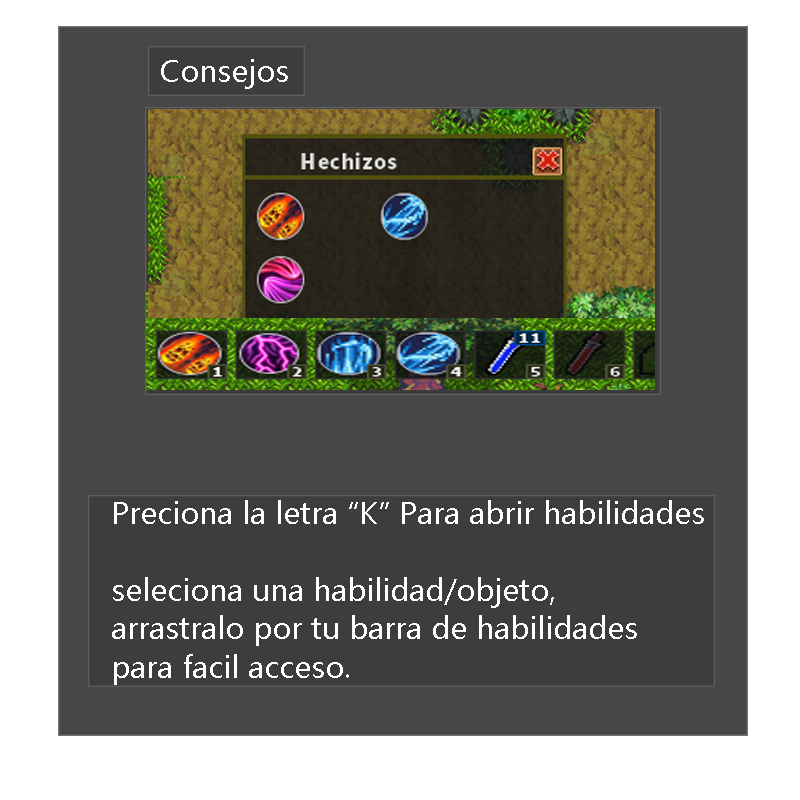 Consejos
Hechizos
1 2 3 4 11 5 6
Preciona la letra “K” Para abrir habilidades
seleciona una habilidad/objeto,
arrastralo por tu barra de habilidades
para facil acceso.